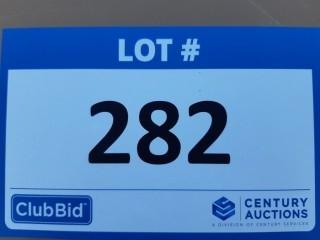 LOT #
282
ClubBid
CENTURY
AUCTIONS
A DIVISION OF CENTURY SERVICES